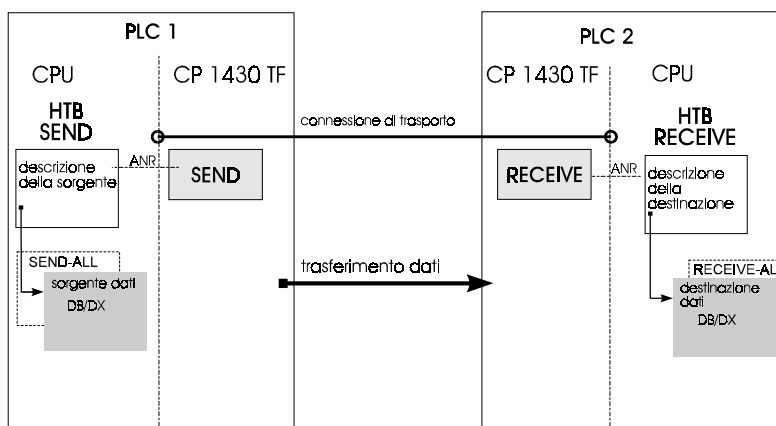 PLC 1
CPU
CP 1430 TF
HTB
SEND
descrizione
della sorgente
ANR
SEND
SEND-ALL
sorgente dati
DB/DX
connessione di trasporto
trasferimento dati
PLC 2
CP 1430 TF
CPU
HTB
RECEIVE
RECEIVE
ANR
descrizione
della
destinazione
RECEIVE-AL
destinazione
dati
DB/DX